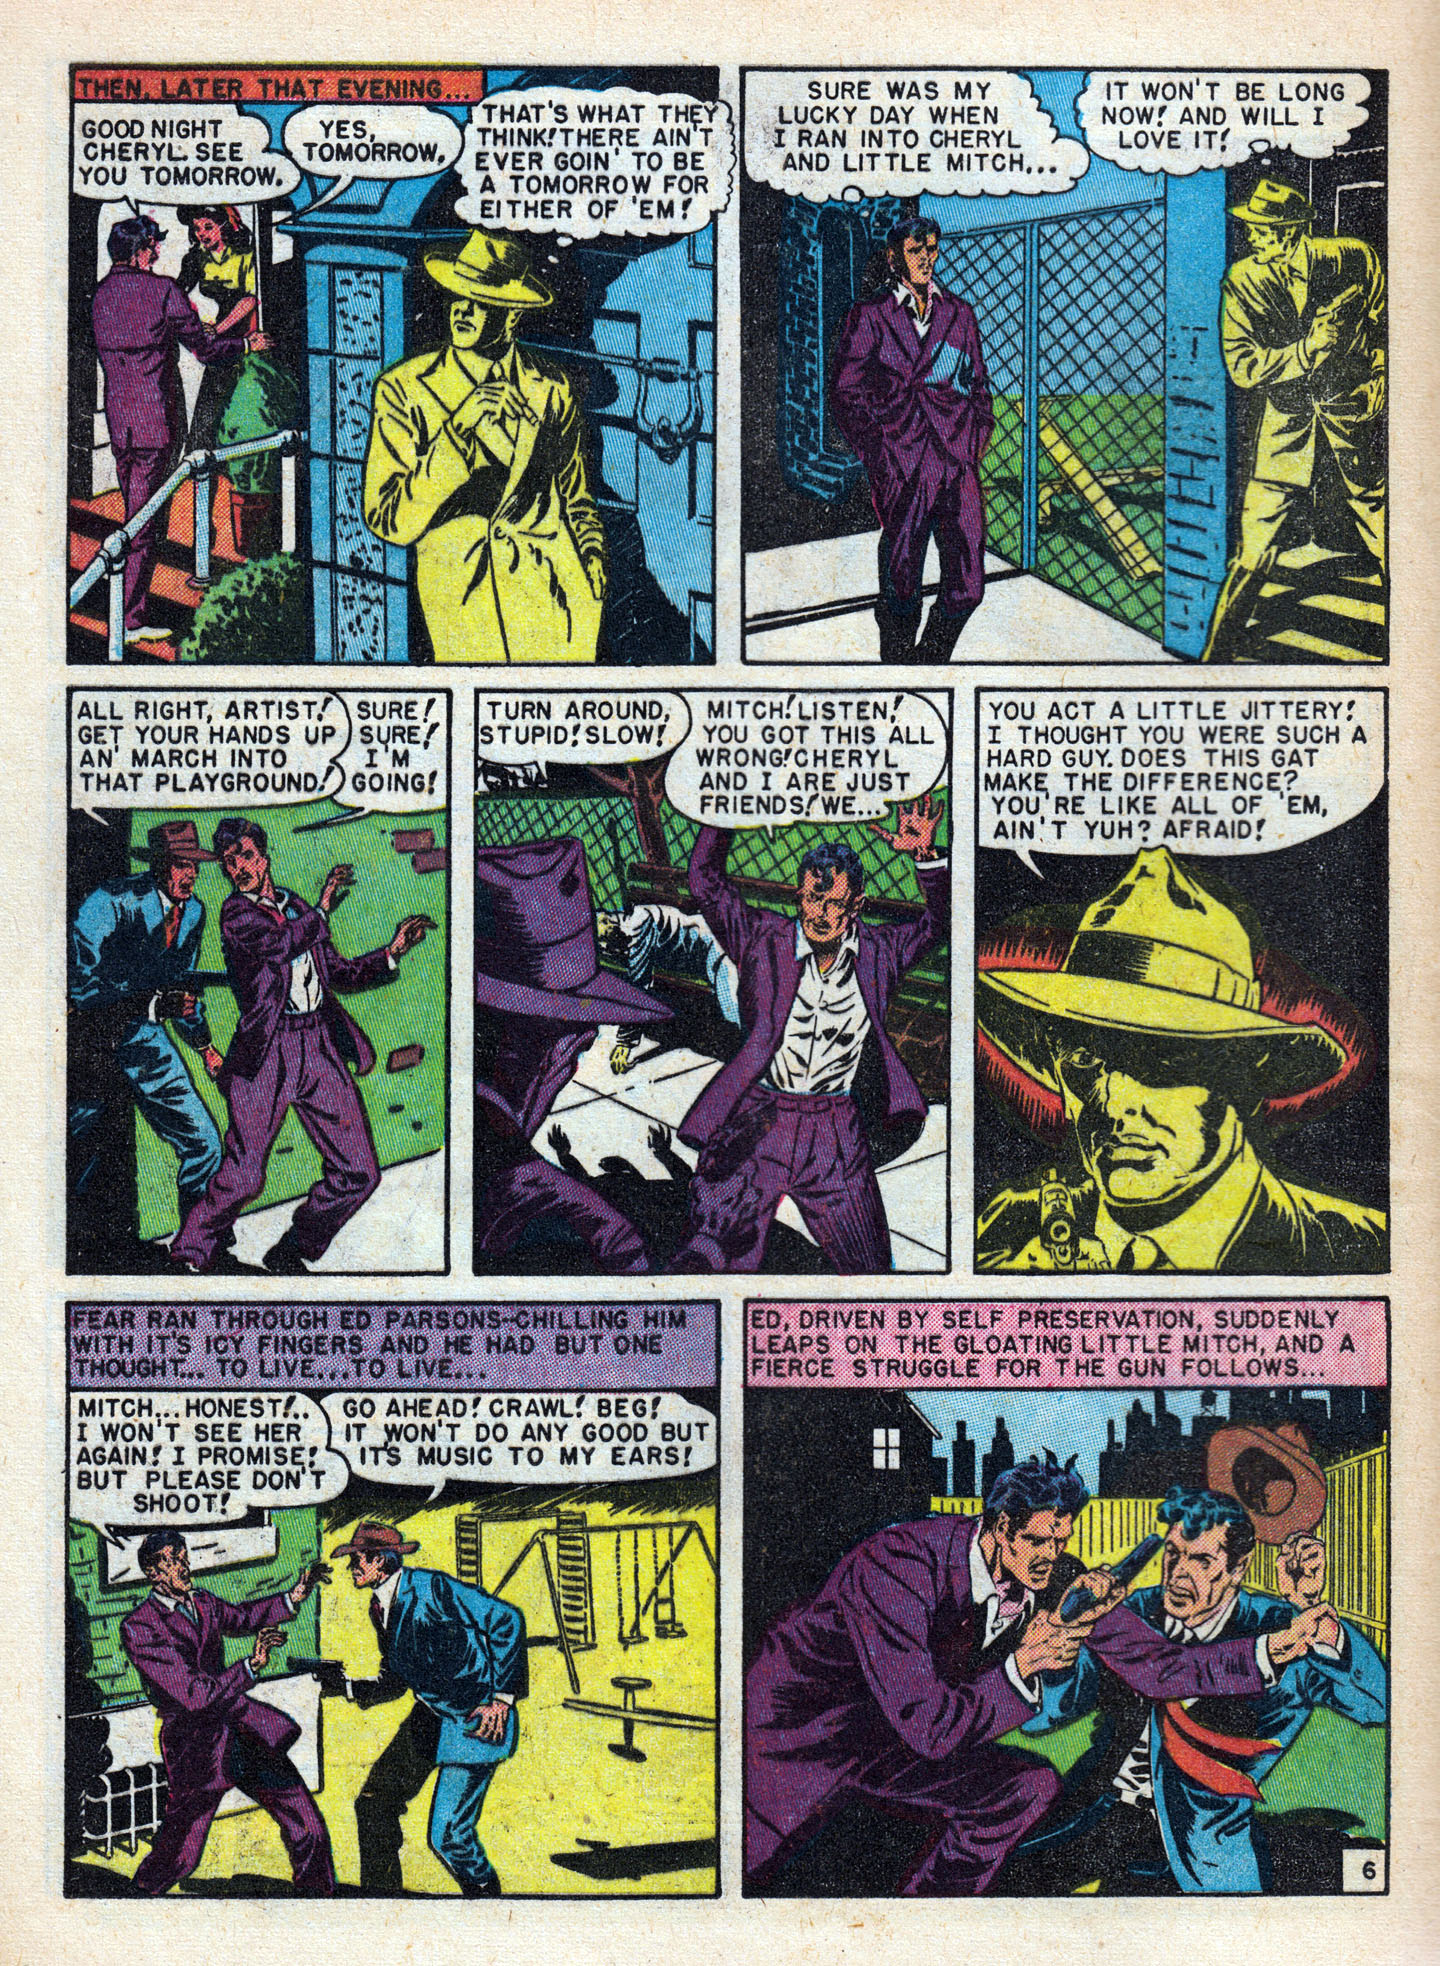 THEN, LATER THAT EVENING...
GOOD NIGHT
CHERYL. SEE
YOU TOMORROW.
YES,
TOMORROW.
THAT'S WHAT THEY
THINK! THERE AIN'T
EVER GOIN' TO BE
A TOMORROW FOR
EITHER OF 'EM!
SURE WAS MY
LUCKY DAY WHEN
I RAN INTO CHERYL
AND LITTLE MITCH...
IT WON'T BE LONG
NOW! AND WILL I
LOVE IT!
ALL RIGHT, ARTIST!
GET YOUR HANDS UP
AN' MARCH INTO
THAT PLAYGROUND!
SURE!
SURE!
I'M
GOING!
TURN AROUND,
STUPID! SLOW!
MITCH! LISTEN!
YOU GOT THIS ALL
WRONG! CHERYL
AND I ARE JUST
FRIENDS! WE...
YOU ACT A LITTLE JITTERY!
I THOUGHT YOU WERE SUCH A
HARD GUY. DOES THIS GAT
MAKE THE DIFFERENCE?
YOU'RE LIKE ALL OF 'EM,
AIN'T YUH? AFRAID!
FEAR RAN THROUGH ED PARSONS--CHILLING HIM
WITH IT'S ICY FINGERS AND HE HAD BUT ONE
THOUGHT... TO LIVE...TO LIVE...
MITCH...HONEST!..
I WON'T SEE HER
AGAIN! I PROMISE!
BUT PLEASE DON'T
SHOOT!
GO AHEAD! CRAWL! BEG!
IT WON'T DO ANY GOOD BUT
IT'S MUSIC TO MY EARS!
ED, DRIVEN BY SELF PRESERVATION, SUDDENLY
LEAPS ON THE GLOATING LITTLE MITCH, AND A
FIERCE STRUGGLE FOR THE GUN FOLLOWS...
6